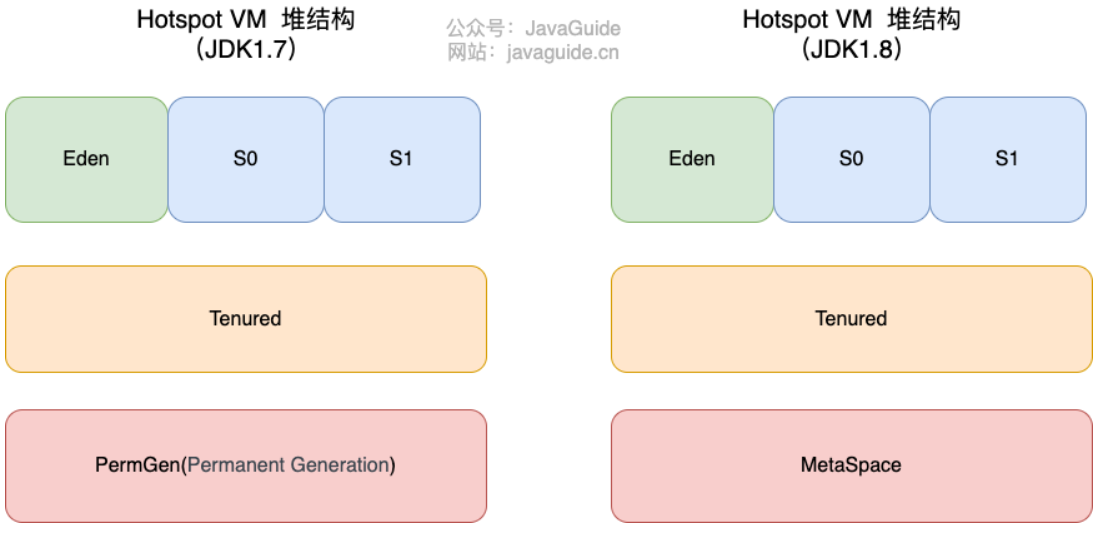 Hotspot VM 堆结构
（JDK1.7）
公众号：JavaGuide
网站：javaguide.cn
Hotspot VM 堆结构
（JDK1.8）
Eden
S0
S1
Eden
S0
S1
Tenured
Tenured
PermGen(Permanent Generation)
MetaSpace